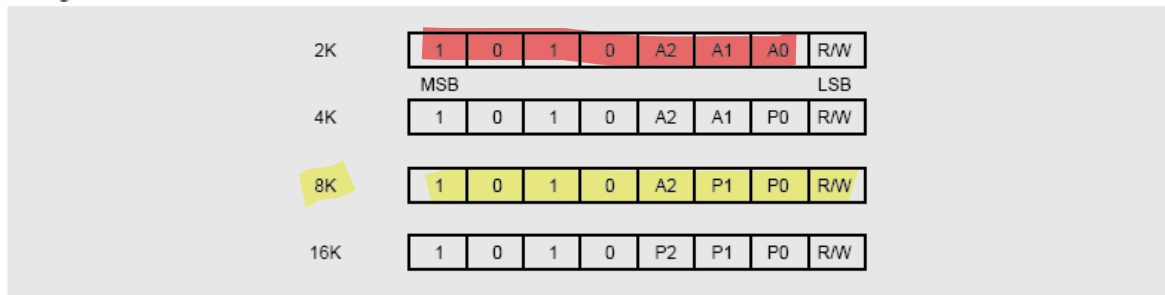 2K 1 0 1 0 A2 A1 A0 R/W
MSB LSB
4K 1 0 1 0 A2 A1 P0 R/W
8K 1 0 1 0 A2 P1 P0 R/W
16K 1 0 1 0 P2 P1 P0 R/W